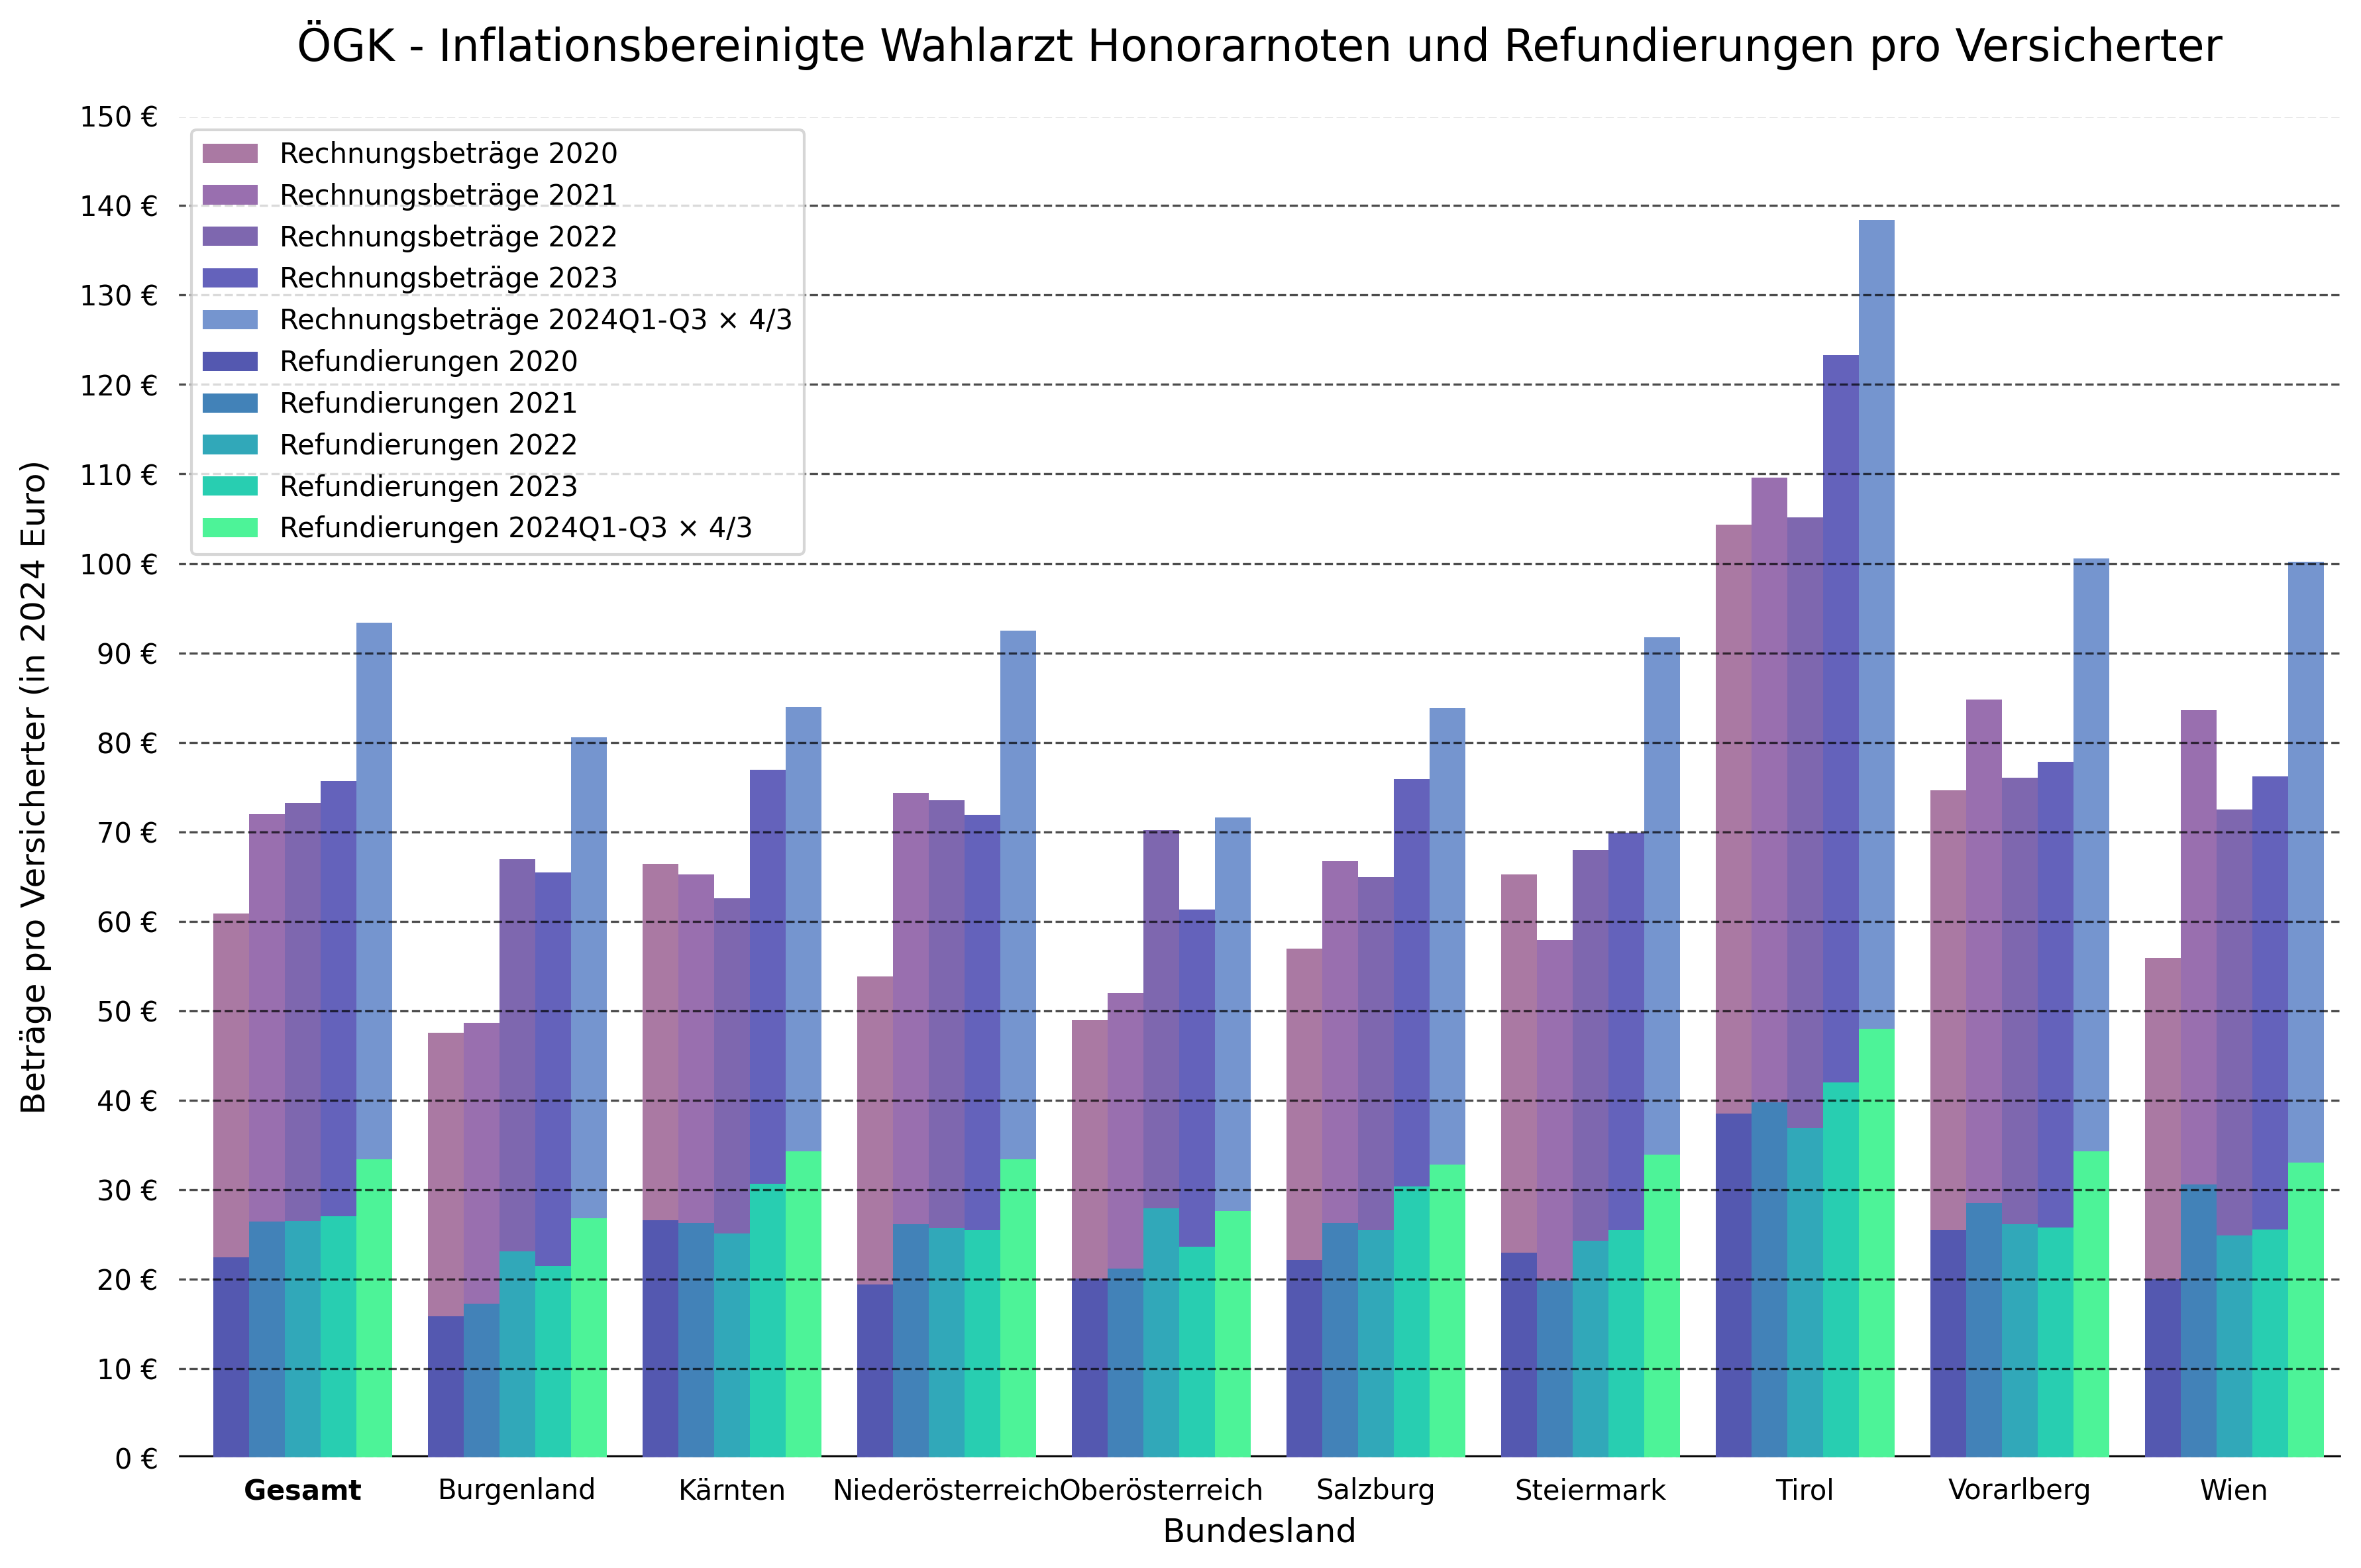 ÖGK - Inflationsbereinigte Wahlarzt Honorarnoten und Refundierungen pro Versicherter
Beträge pro Versicherter (in 2024 Euro)
150 €
140 €
130 €
120 €
110 €
100 €
90 €
80 €
70 €
60 €
50 €
40 €
30 €
20 €
10 €
0 €
Rechnungsbeträge 2020
Rechnungsbeträge 2021
Rechnungsbeträge 2022
Rechnungsbeträge 2023
Rechnungsbeträge 2024Q1-Q3 × 4/3
Refundierungen 2020
Refundierungen 2021
Refundierungen 2022
Refundierungen 2023
Refundierungen 2024Q1-Q3 × 4/3
Gesamt Burgenland Kärnten Niederösterreich Oberösterreich Salzburg Steiermark Tirol Vorarlberg Wien
Bundesland